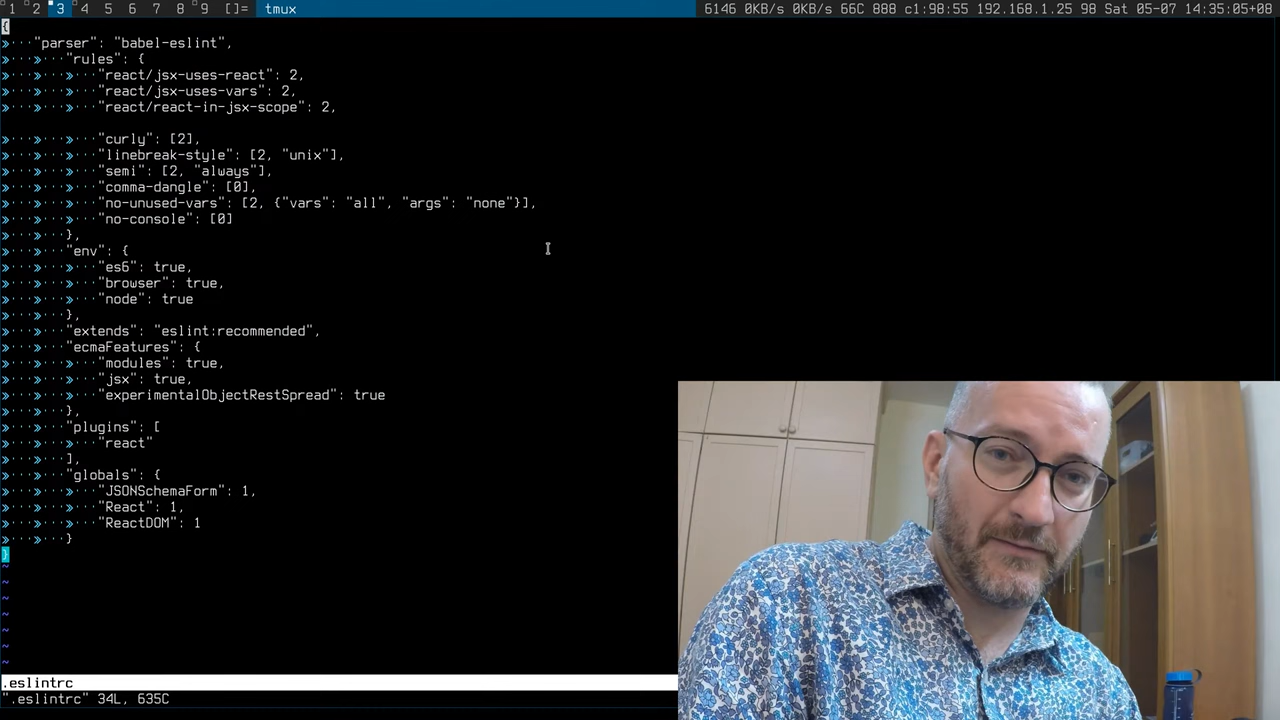 1 2 3 4 5 6 7 8 9 []= tmux 6146 0KB/s 0KB/s 66C 888 c1:98:55 192.168.1.25 98 Sat 05-07 14:35:05+08
{
"parser": "babel-eslint",
"rules": {
"react/jsx-uses-react": 2,
"react/jsx-uses-vars": 2,
"react/react-in-jsx-scope": 2,
"curly": [2],
"linebreak-style": [2, "unix"],
"semi": [2, "always"],
"comma-dangle": [0],
"no-unused-vars": [2, {"vars": "all", "args": "none"}],
"no-console": [0]
},
"env": {
"es6": true,
"browser": true,
"node": true
},
"extends": "eslint:recommended",
"ecmaFeatures": {
"modules": true,
"jsx": true,
"experimentalObjectRestSpread": true
},
"plugins": [
"react"
],
"globals": {
"JSONSchemaForm": 1,
"React": 1,
"ReactDOM": 1
}
}
~
~
~
~
~
~
~
.eslintrc
".eslintrc" 34L, 635C